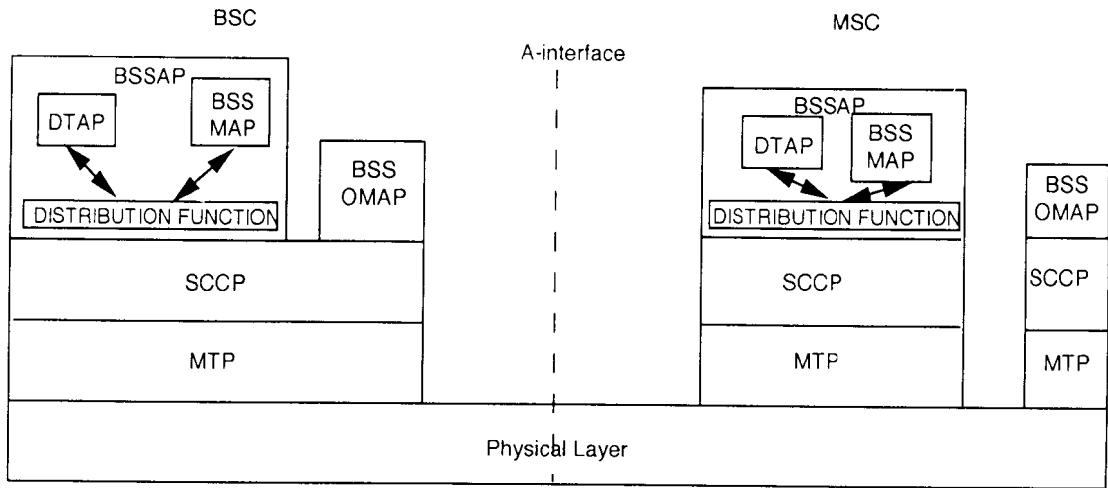 BSC
MSC
A-interface
BSSAP
DTAP
BSS
MAP
DISTRIBUTION FUNCTION
BSS
OMAP
SCCP
MTP
BSSAP
DTAP
BSS
MAP
DISTRIBUTION FUNCTION
SCCP
MTP
BSS
OMAP
SCCP
MTP
Physical Layer